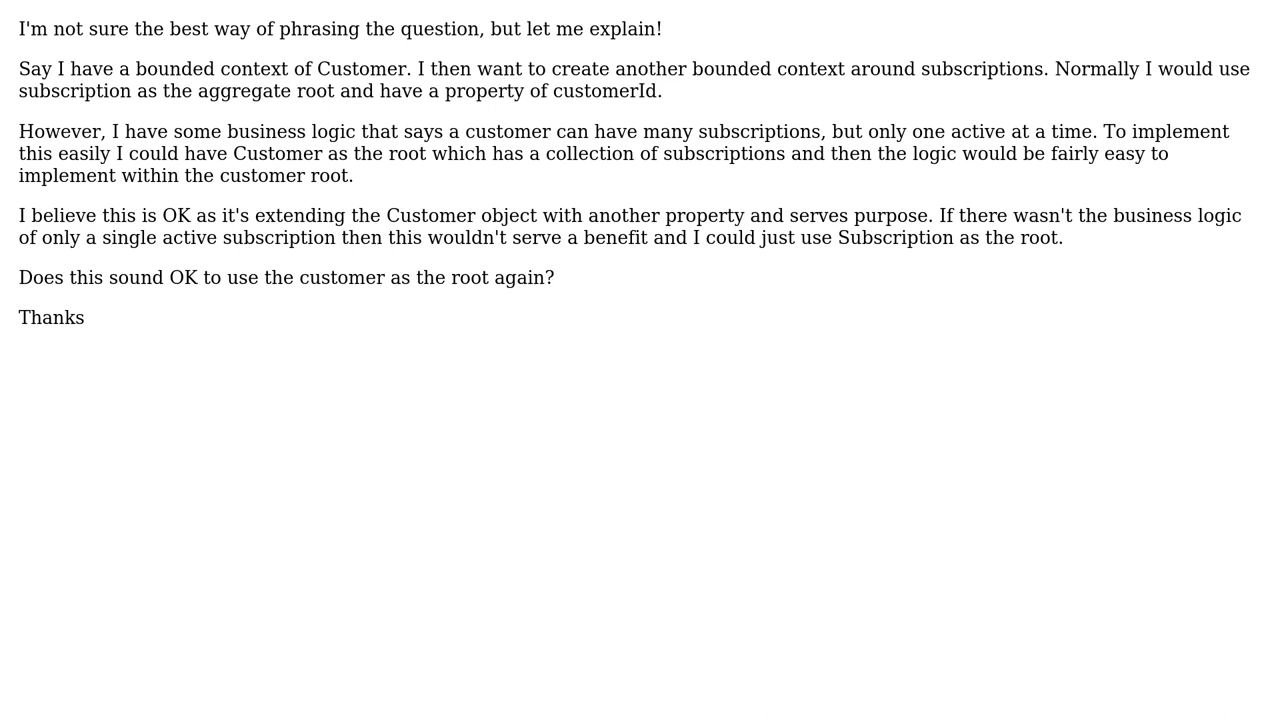 I'm not sure the best way of phrasing the question, but let me explain!
Say I have a bounded context of Customer. I then want to create another bounded context around subscriptions. Normally I would use
subscription as the aggregate root and have a property of customerId.
However, I have some business logic that says a customer can have many subscriptions, but only one active at a time. To implement
this easily I could have Customer as the root which has a collection of subscriptions and then the logic would be fairly easy to
implement within the customer root.
I believe this is OK as it's extending the Customer object with another property and serves purpose. If there wasn't the business logic
of only a single active subscription then this wouldn't serve a benefit and I could just use Subscription as the root.
Does this sound OK to use the customer as the root again?
Thanks